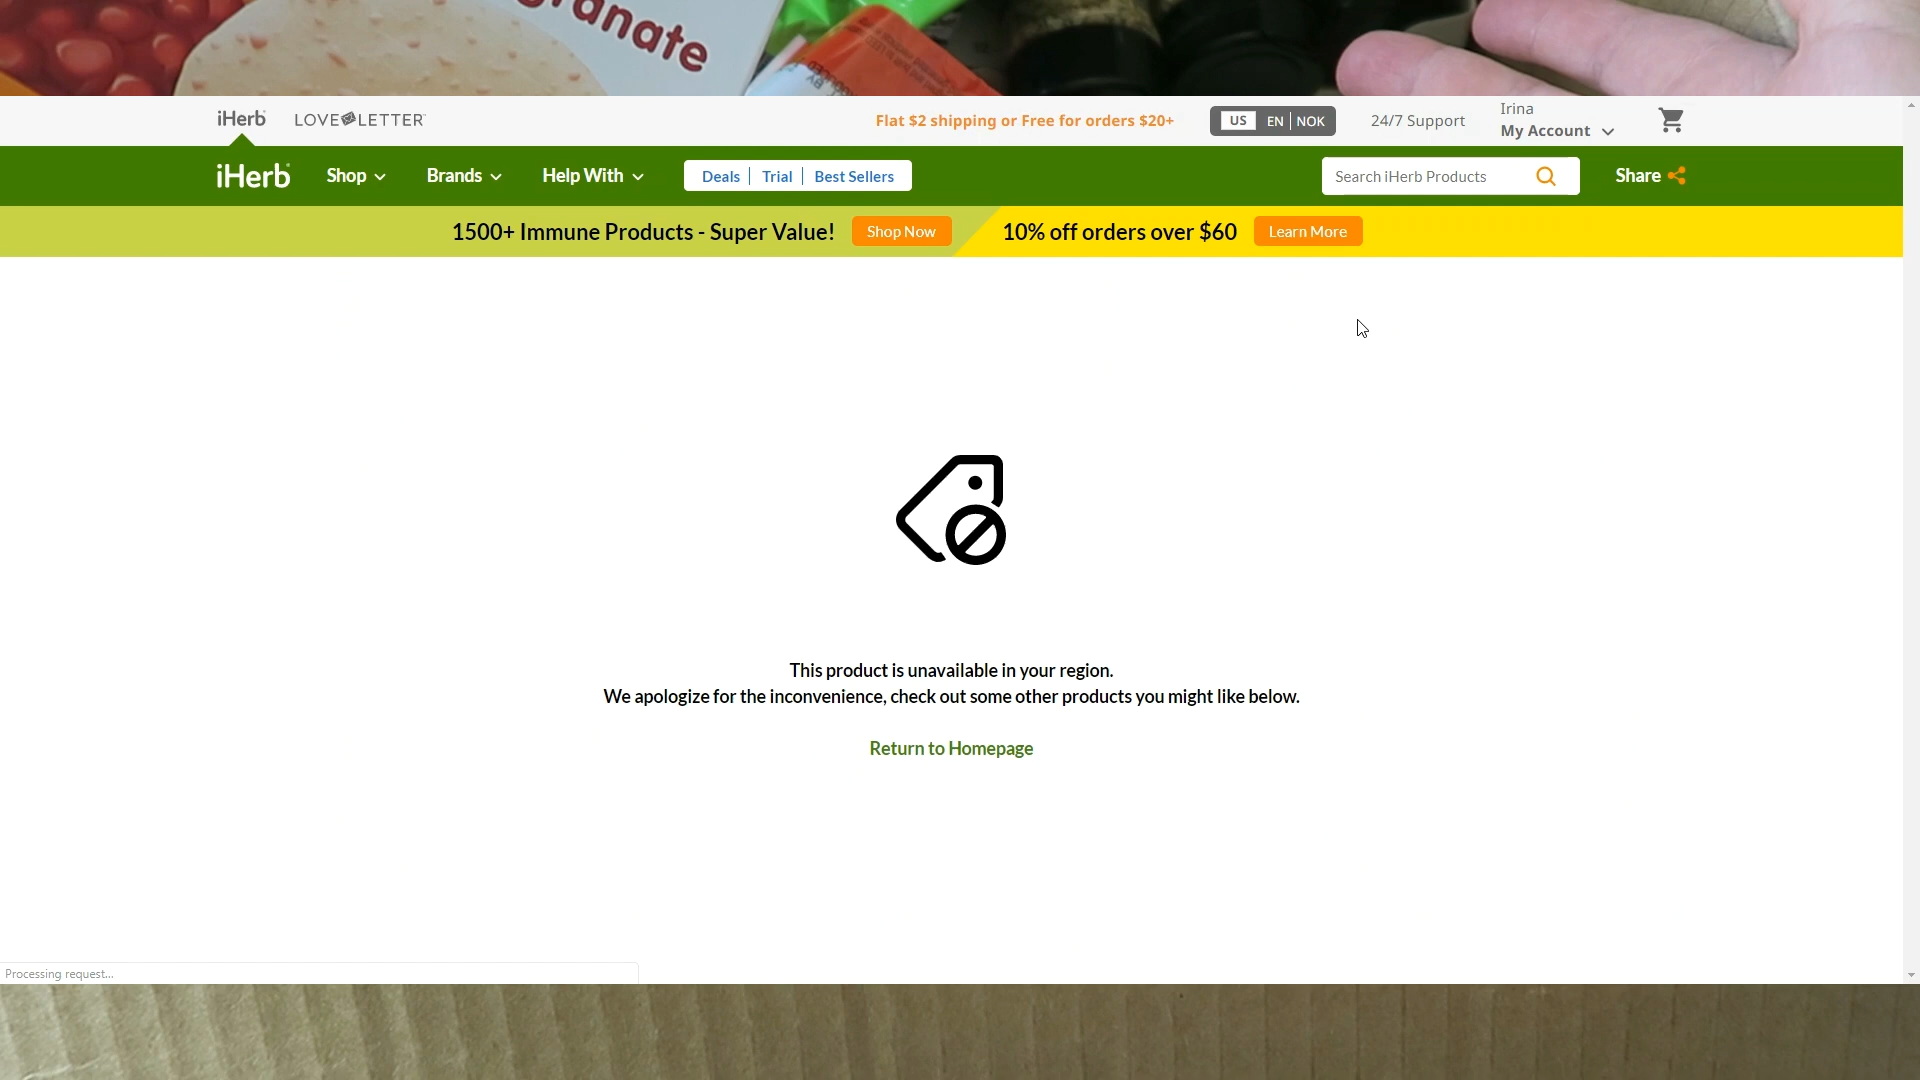 granate
iHerb LOVE LETTER Flat $2 shipping or Free for orders $20+ US EN NOK 24/7 Support Irina My Account
iHerb Shop Brands Help With Deals Trial Best Sellers Search iHerb Products Share
1500+ Immune Products - Super Value! Shop Now 10% off orders over $60 Learn More
This product is unavailable in your region.
We apologize for the inconvenience, check out some other products you might like below.
Return to Homepage
Processing request...